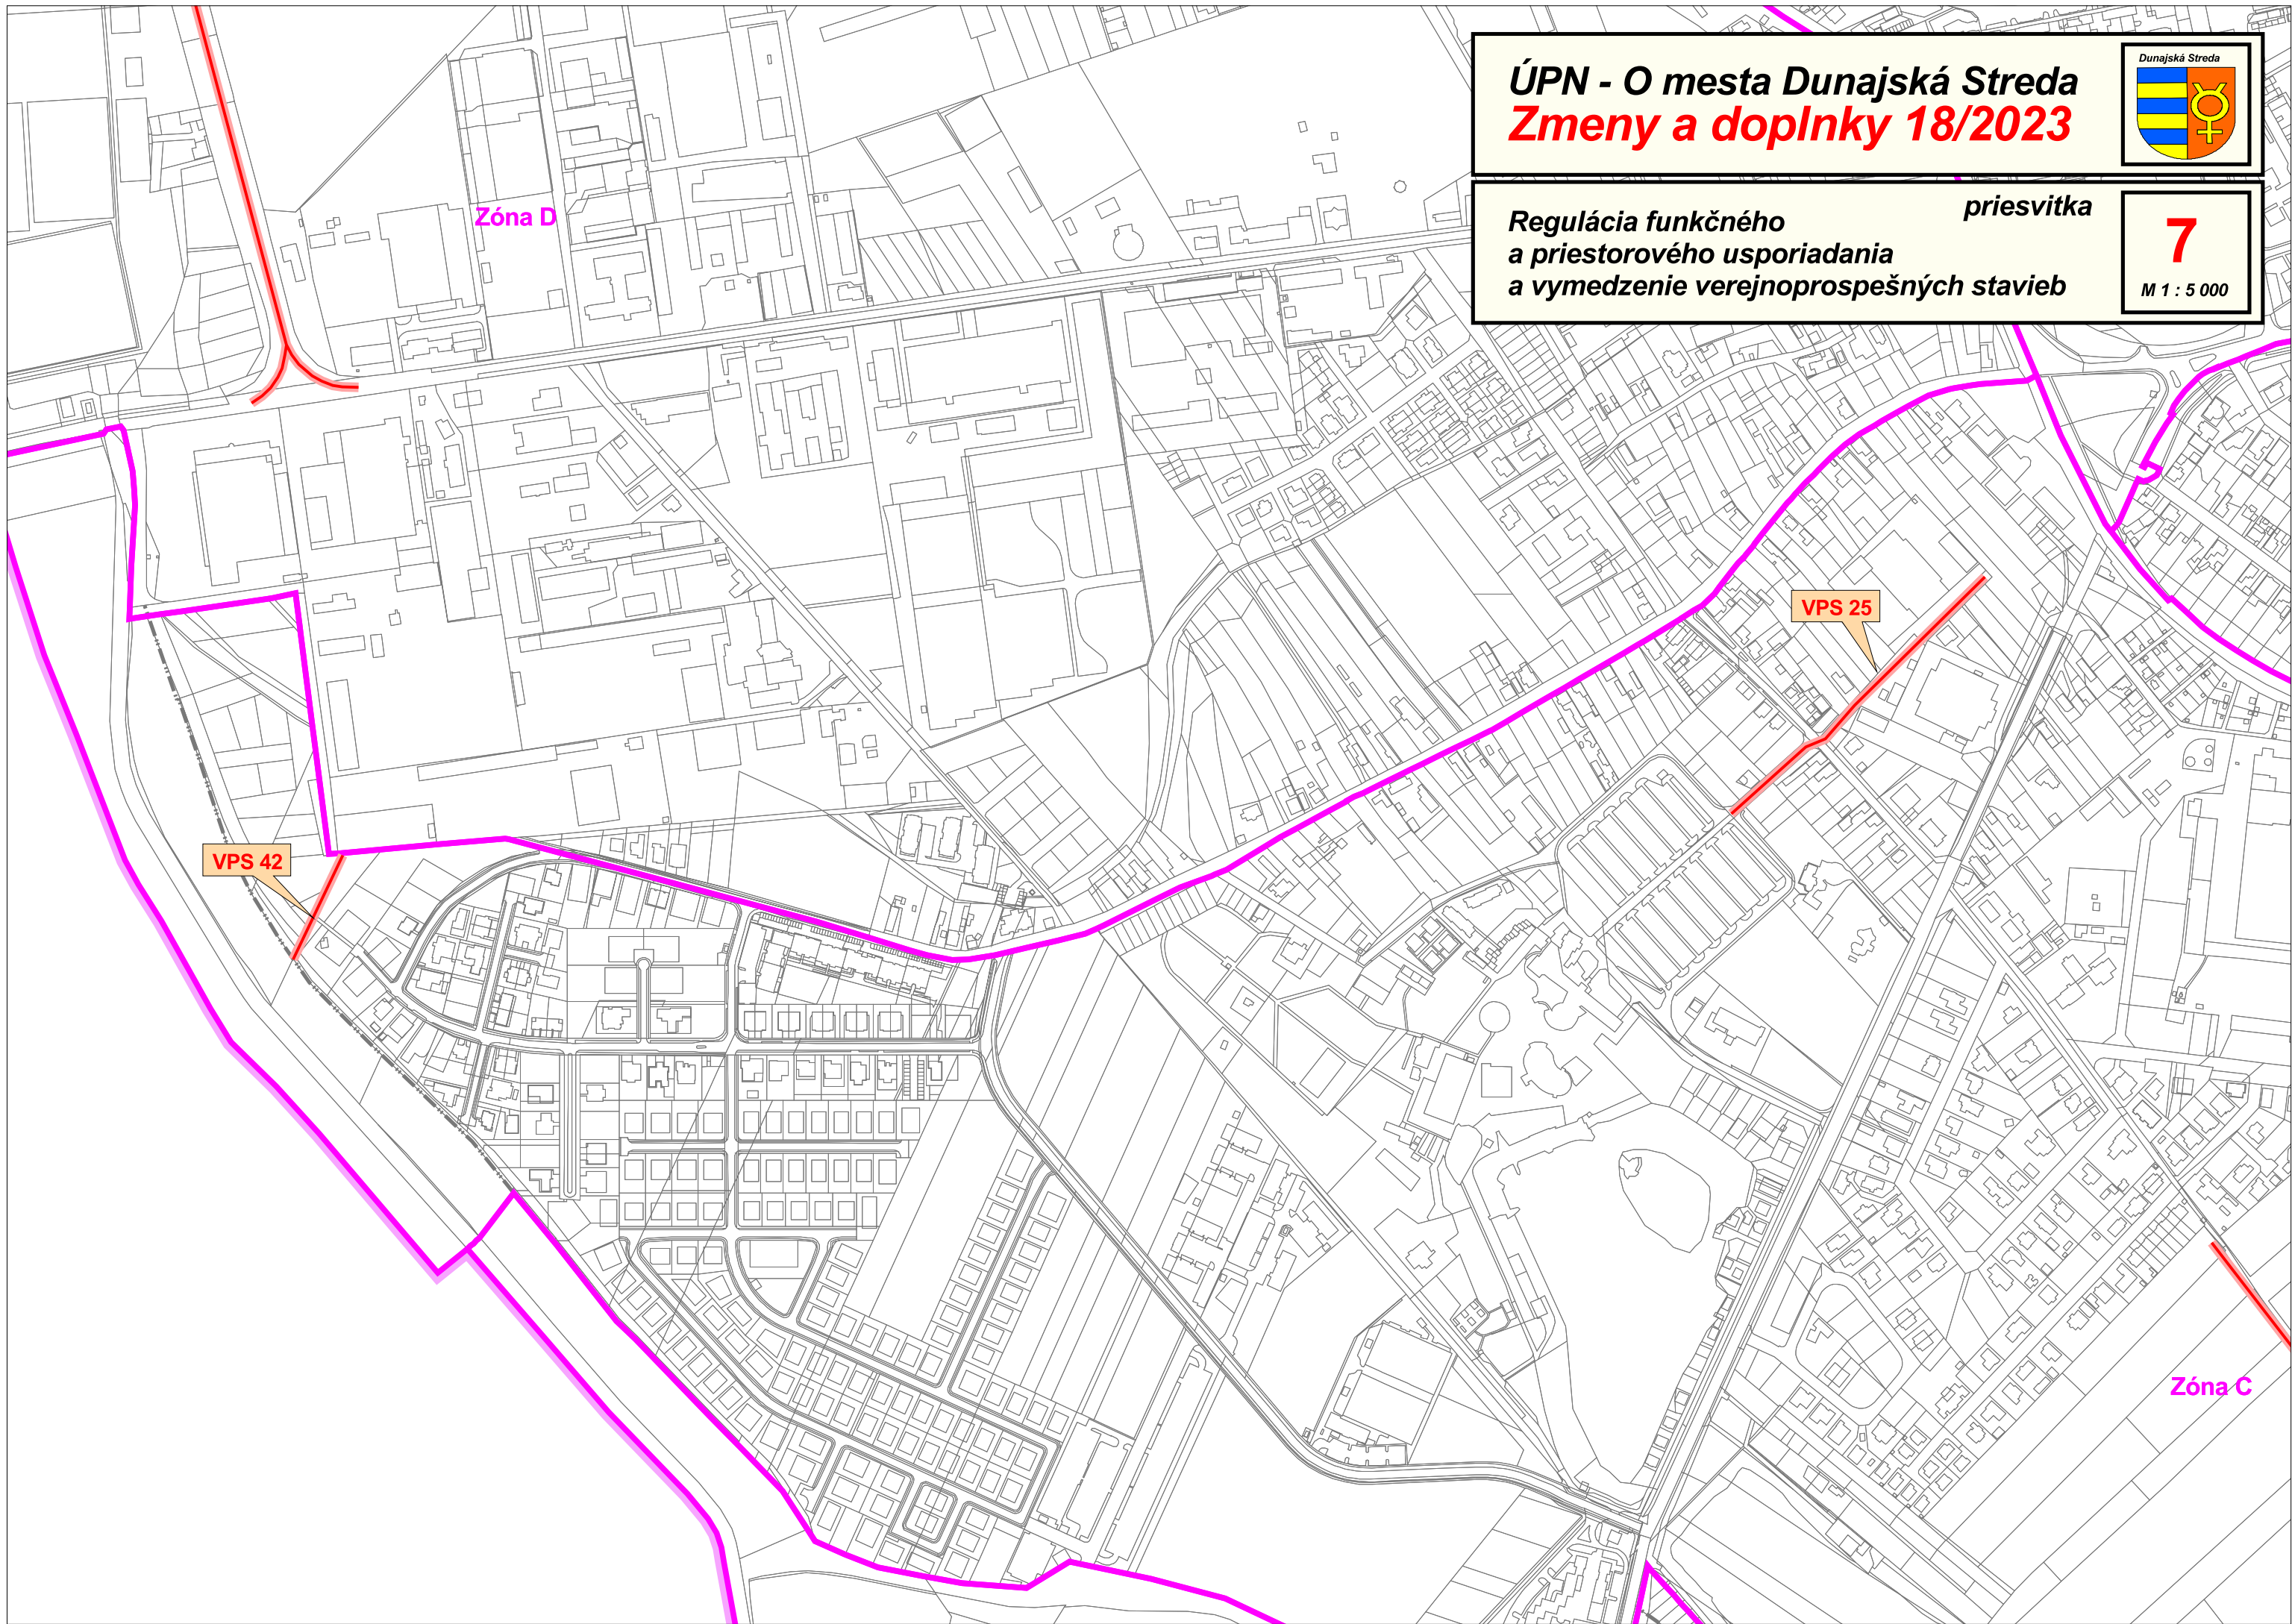 ÚPN - O mesta Dunajská Streda
Zmeny a doplnky 18/2023
Dunajská Streda
priesvitka
Regulácia funkčného
a priestorového usporiadania
a vymedzenie verejnoprospešných stavieb
7
M 1 : 5 000
Zóna D
VPS 25
VPS 42
Zóna C